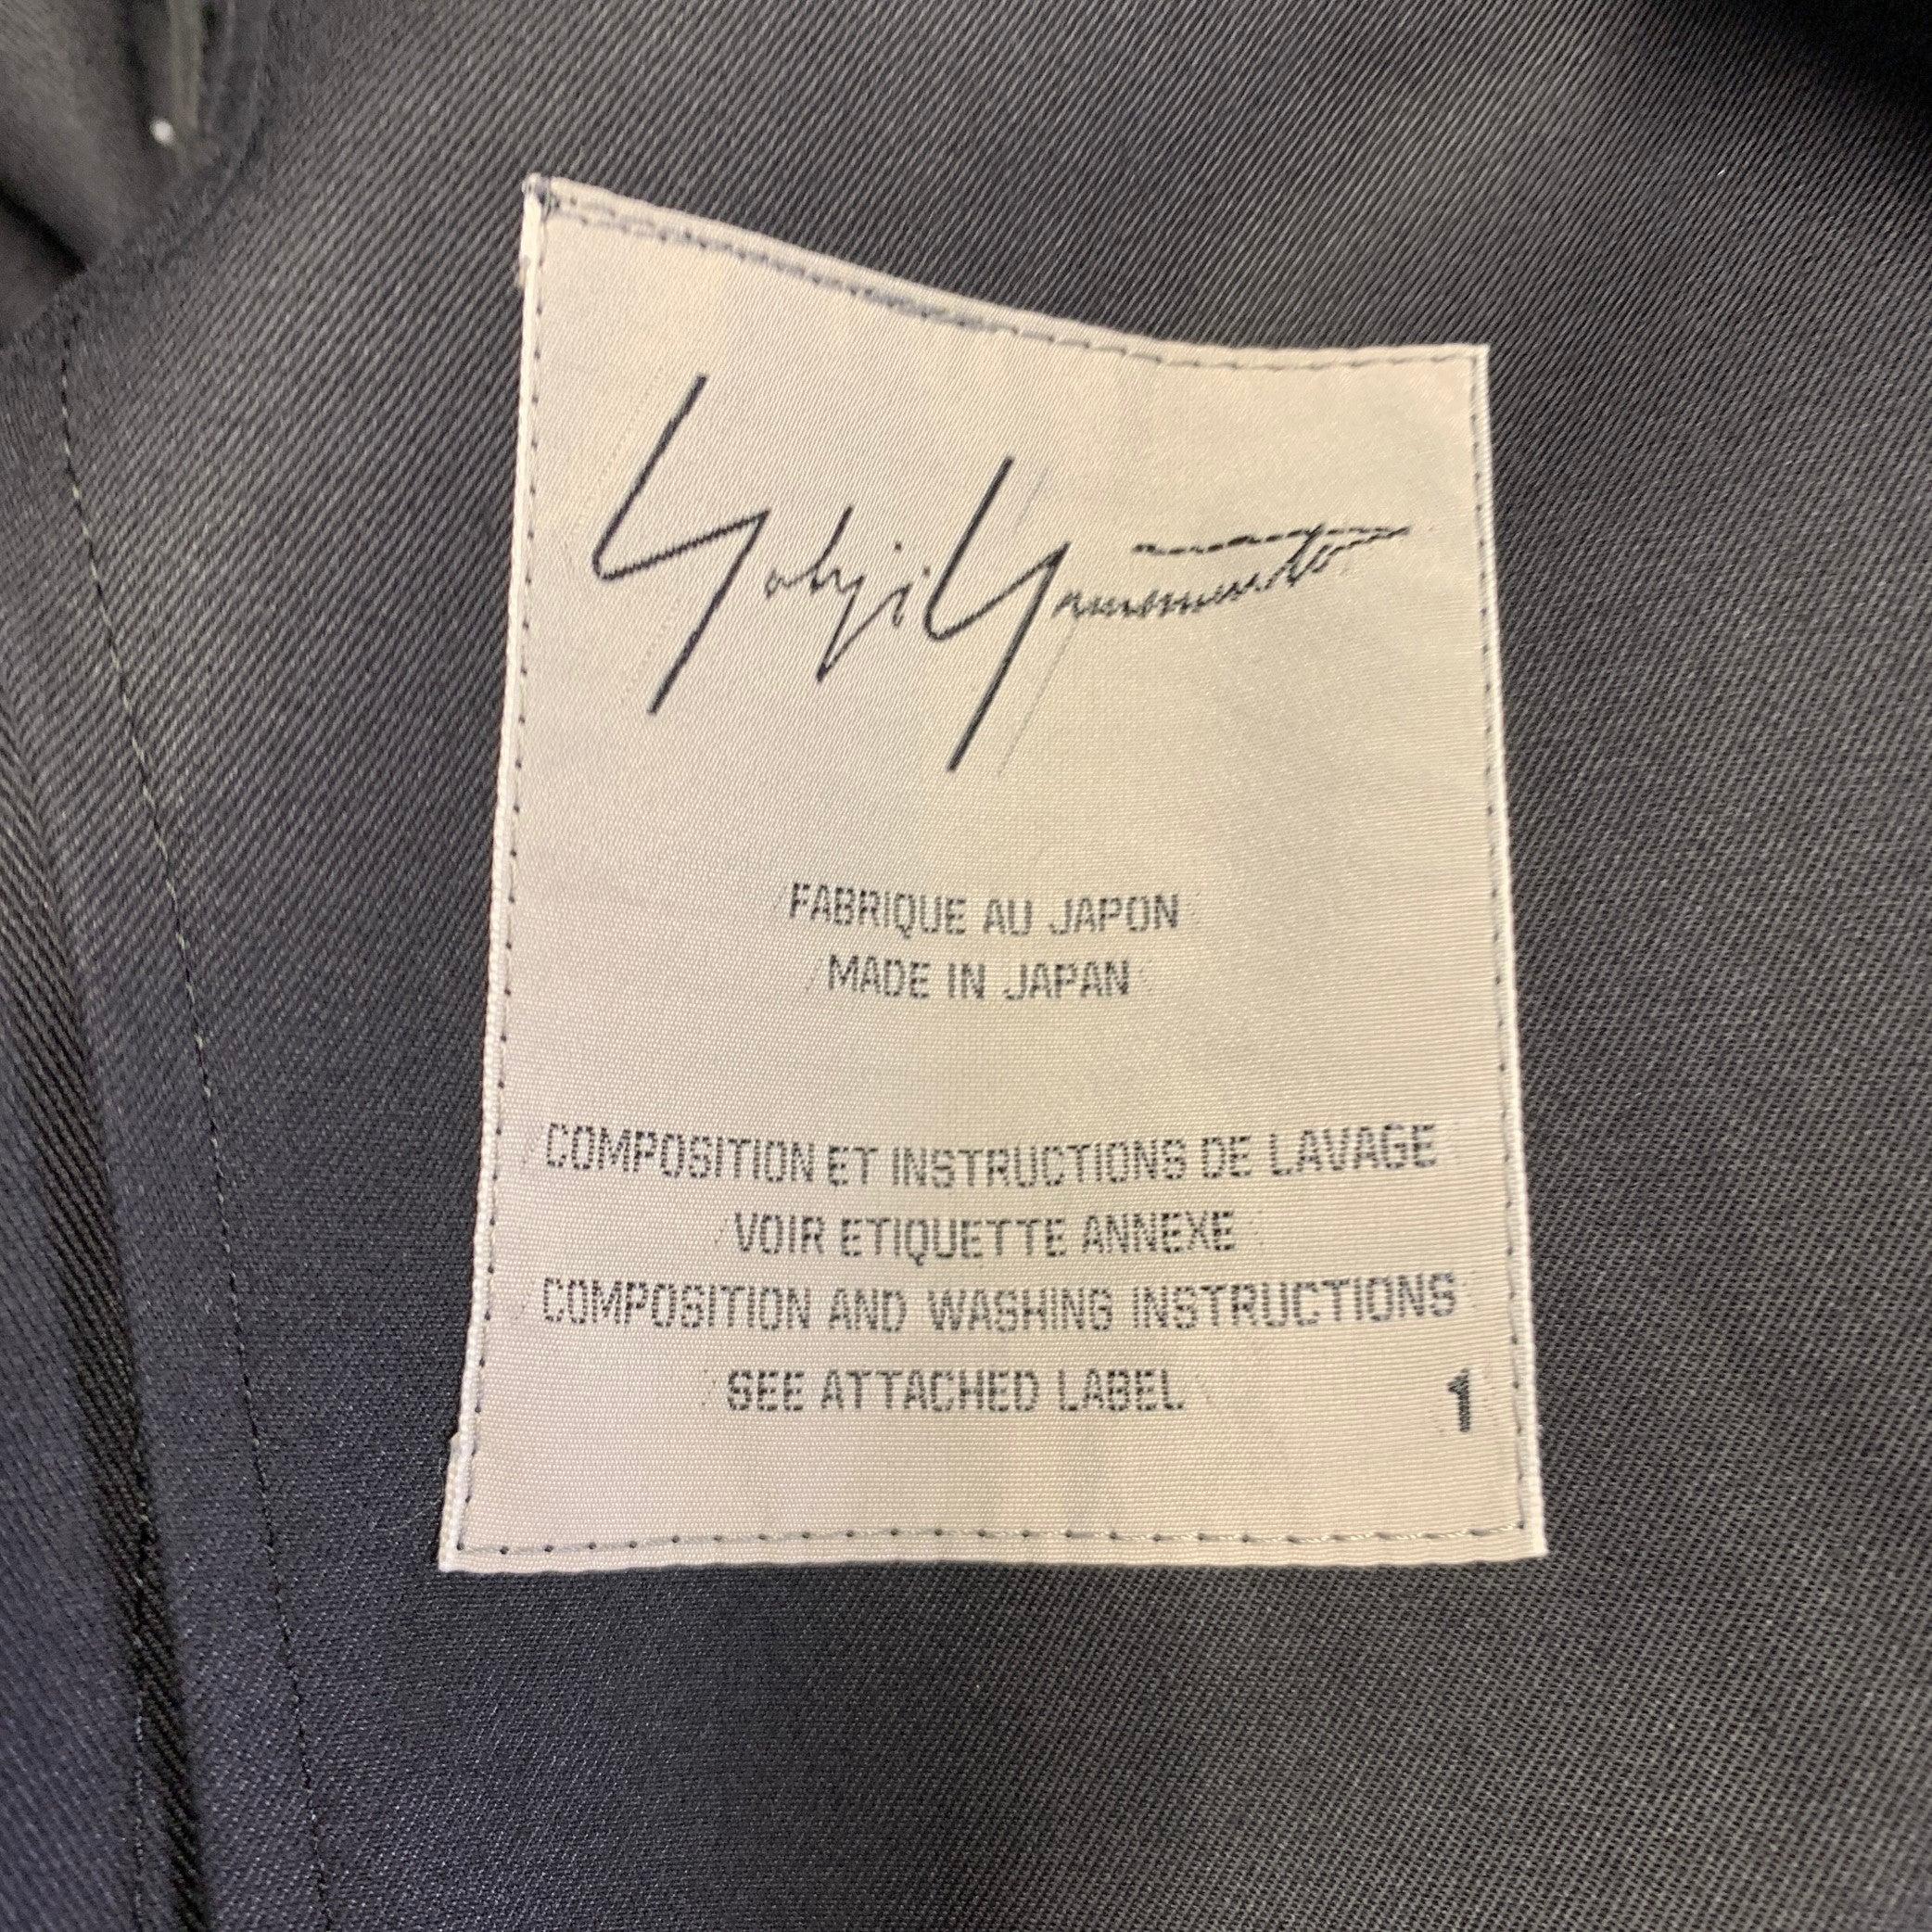 Yohji Yamamoto
FABRIQUE AU JAPON
MADE IN JAPAN
COMPOSITION ET INSTRUCTIONS DE LAVAGE
VOIR ETIQUETTE ANNEXE
COMPOSITION AND WASHING INSTRUCTIONS
SEE ATTACHED LABEL
1